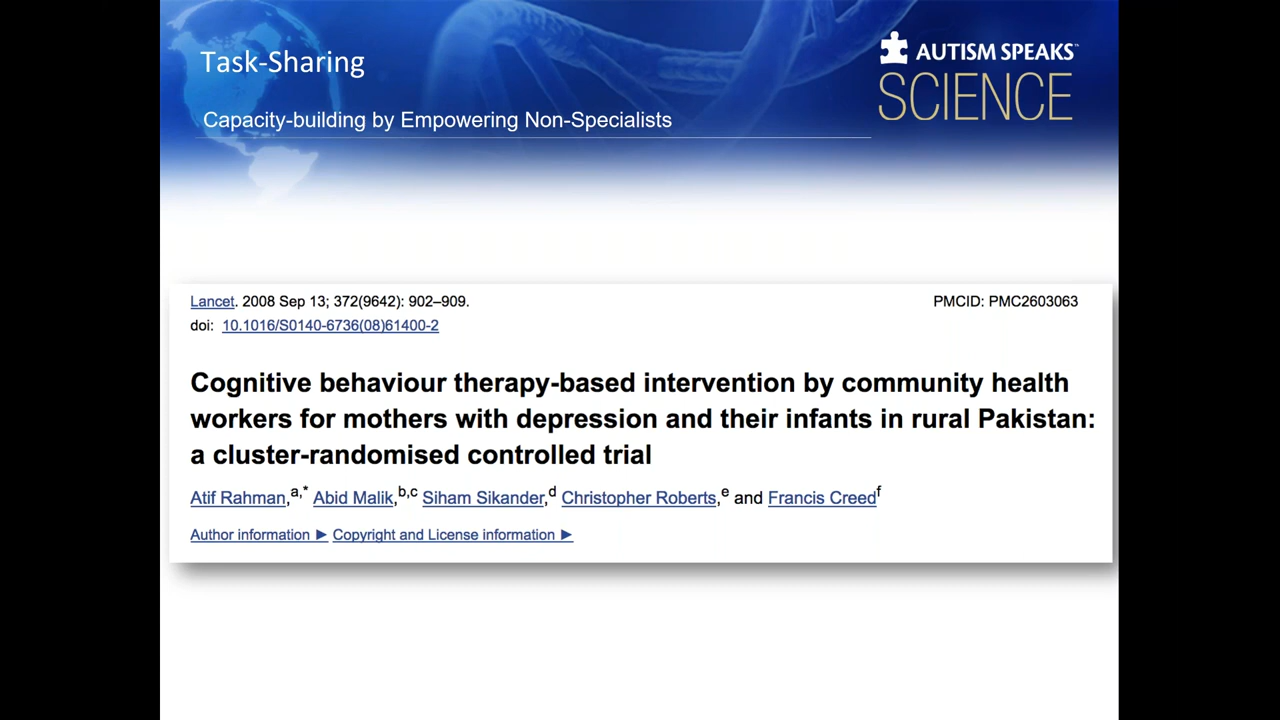 Task-Sharing
Capacity-building by Empowering Non-Specialists
AUTISM SPEAKS™
SCIENCE
Lancet. 2008 Sep 13; 372(9642): 902–909.
PMCID: PMC2603063
doi: 10.1016/S0140-6736(08)61400-2
Cognitive behaviour therapy-based intervention by community health
workers for mothers with depression and their infants in rural Pakistan:
a cluster-randomised controlled trial
Atif Rahman,a,* Abid Malik,b,c Siham Sikander,d Christopher Roberts,e and Francis Creedf
Author information ► Copyright and License information ►